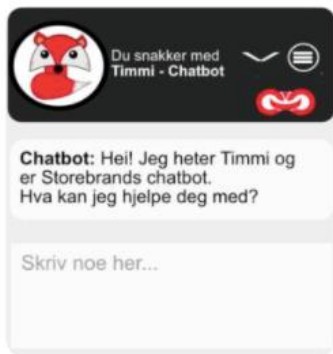 Du snakker med
Timmi - Chatbot
Chatbot: Hei! Jeg heter Timmi og
er Storebrands chatbot.
Hva kan jeg hjelpe deg med?
Skriv noe her...